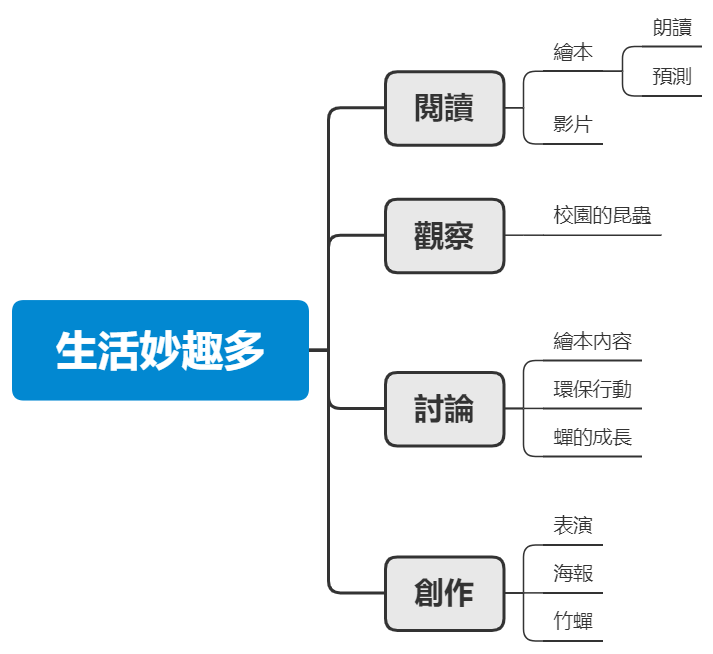 生活妙趣多
閱讀
繪本
朗讀
預測
影片
觀察
校園的昆蟲
討論
繪本內容
環保行動
蟬的成長
創作
表演
海報
竹蟬